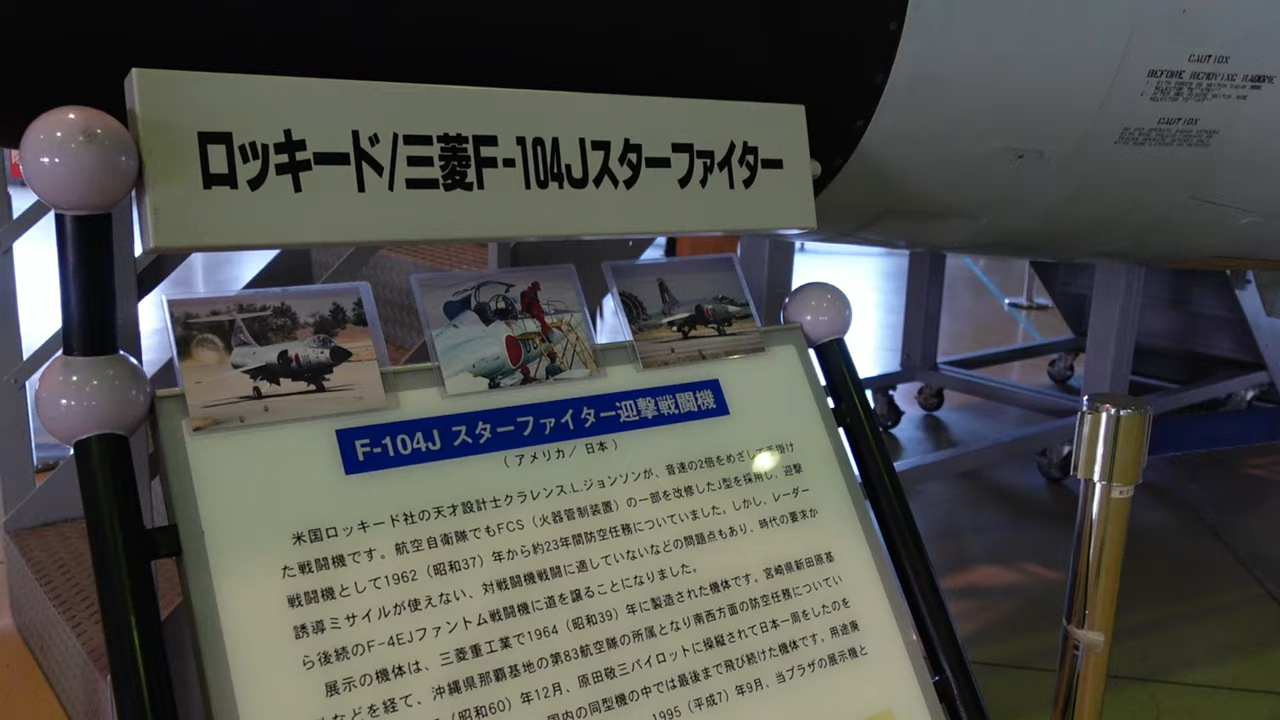 ロッキード/三菱F-104Jスターファイター
CAUTION
BEFORE REMOVING RADOME
CAUTION
F-104J スターファイター迎撃戦闘機
(アメリカ/日本)
米国ロッキード社の天才設計士クラレンス.L.ジョンソンが、音速の2倍をめざして手掛け
た戦闘機です。航空自衛隊でもFCS(火器管制装置)の一部を改修したJ型を採用し、迎撃
戦闘機として1962(昭和37)年から約23年間防空任務についていました。しかし、レーダー
誘導ミサイルが使えない、対戦闘機戦闘に適していないなどの問題点もあり、時代の要求か
ら後続のF-4EJファントム戦闘機に道を譲ることになりました。
展示の機体は、三菱重工業で1964(昭和39)年に製造された機体です。宮崎県新田原基
などを経て、沖縄県那覇基地の第83航空隊の所属となり南西方面の防空任務についてい
(昭和60)年12月、原田敬三パイロットに操縦されて日本一周をしたのを
国内の同型機の中では最後まで飛び続けた機体です。用途廃
1995(平成7)年9月、当プラザの展示機と